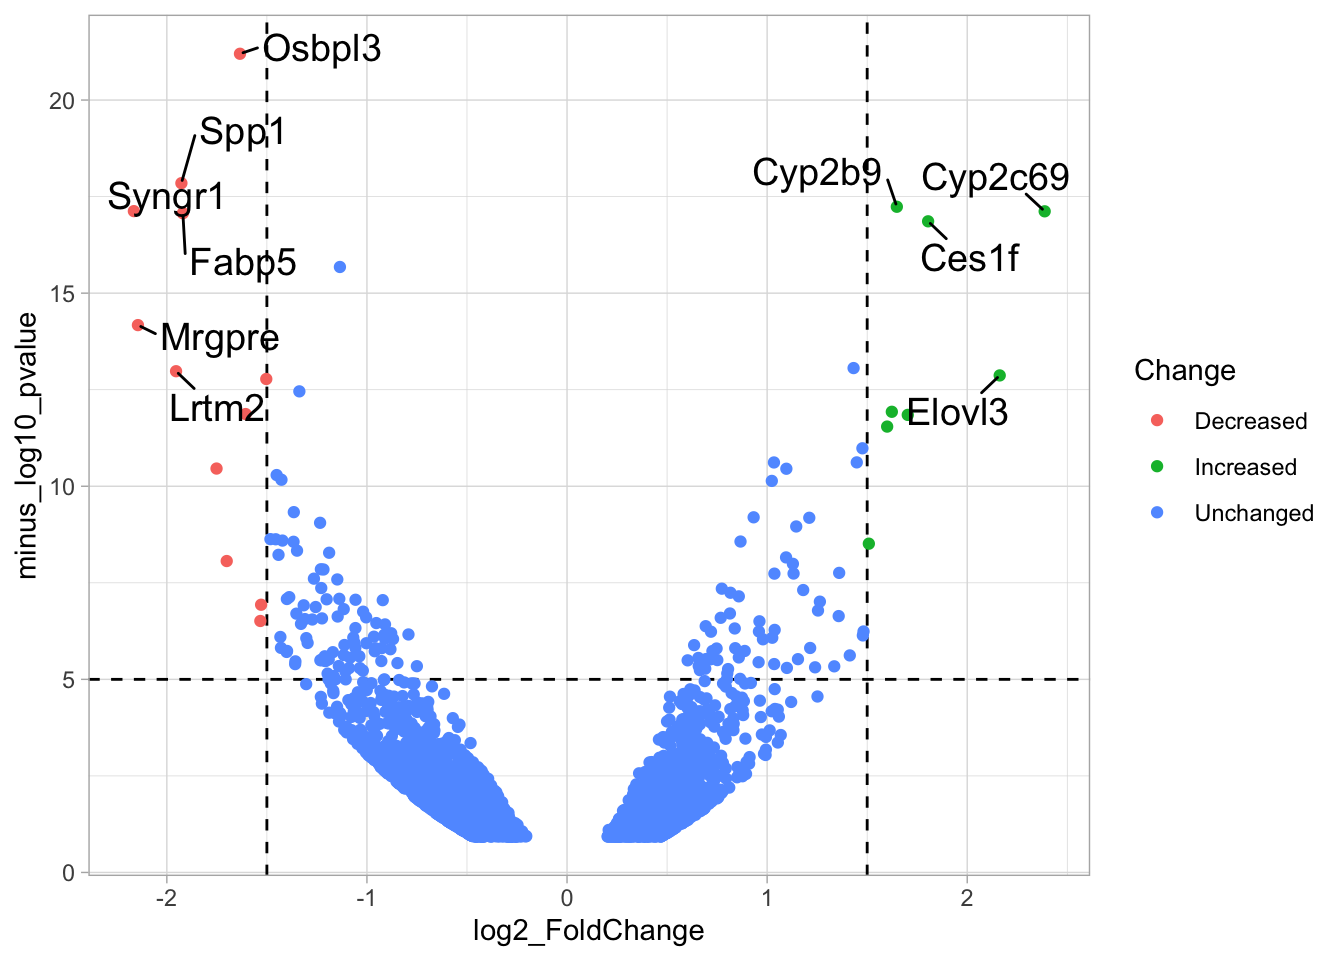 Osbpl3
Spp1
Cyp2b9
Cyp2c69
Syngr1
Fabp5
Ces1f
Mrgpre
Lrtm2
Elovl3
20
15
10
5
0
-2
-1
0
1
2
log2_FoldChange
minus_log10_pvalue
Change
Decreased
Increased
Unchanged